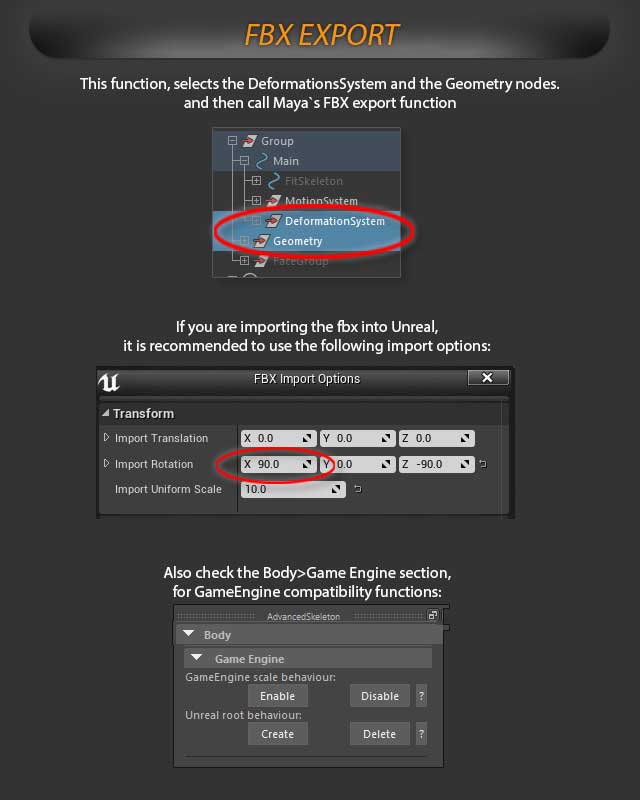 FBX EXPORT
This function, selects the DeformationsSystem and the Geometry nodes.
and then call Maya`s FBX export function
Group
Main
FitSkeleton
MotionSystem
DeformationSystem
Geometry
FaceGroup
If you are importing the fbx into Unreal,
it is recommended to use the following import options:
FBX Import Options
Transform
Import Translation X 0.0 Y 0.0 Z 0.0
Import Rotation X 90.0 Y 0.0 Z -90.0
Import Uniform Scale 10.0
Also check the Body>Game Engine section,
for GameEngine compatibility functions:
AdvancedSkeleton
Body
Game Engine
GameEngine scale behaviour:
Enable Disable ?
Unreal root behaviour:
Create Delete ?